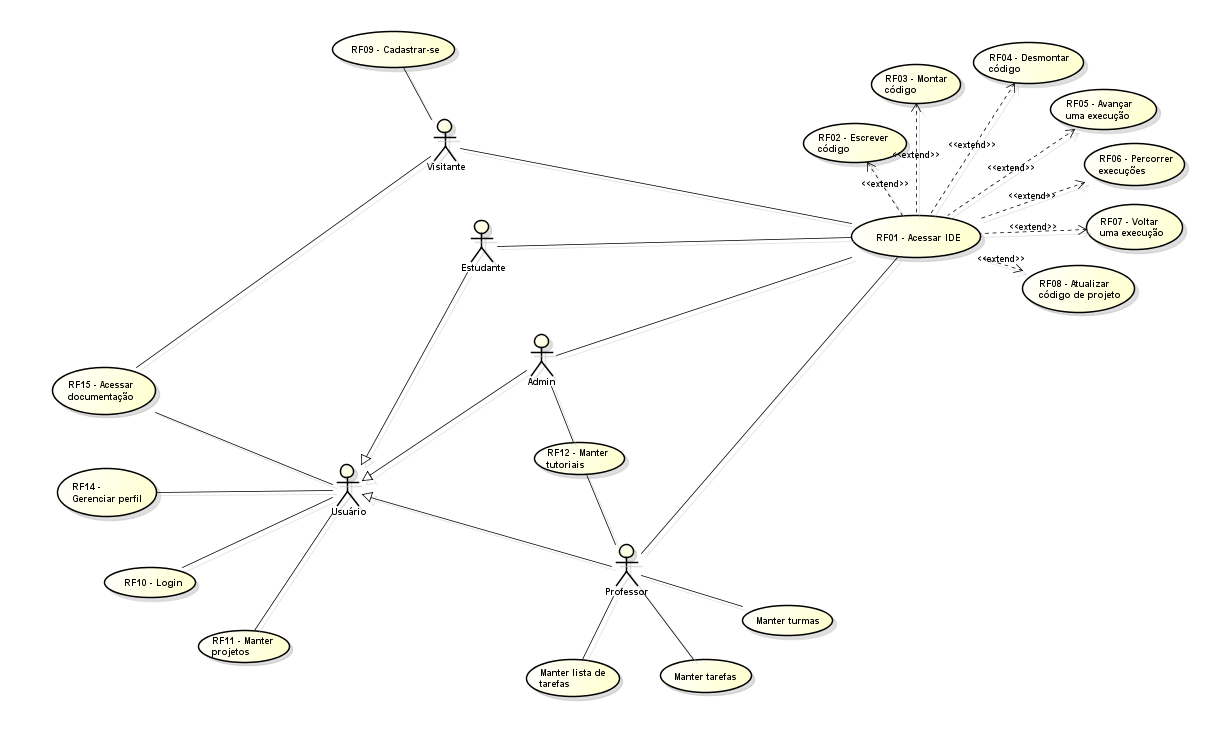 RF09 - Cadastrar-se
RF04 - Desmontar
código
RF03 - Montar
código
RF05 - Avançar
uma execução
RF02 - Escrever
código
<<extend>>
<<extend>>
<<extend>>
RF06 - Percorrer
execuções
Visitante
<<extend>>
<<extend>>
RF07 - Voltar
uma execução
<<extend>>
RF01 - Acessar IDE
<<extend>>
Estudante
RF08 - Atualizar
código de projeto
Admin
RF15 - Acessar
documentação
RF12 - Manter
tutoriais
RF14 -
Gerenciar perfil
Usuário
RF10 - Login
Professor
Manter turmas
RF11 - Manter
projetos
Manter lista de
tarefas
Manter tarefas